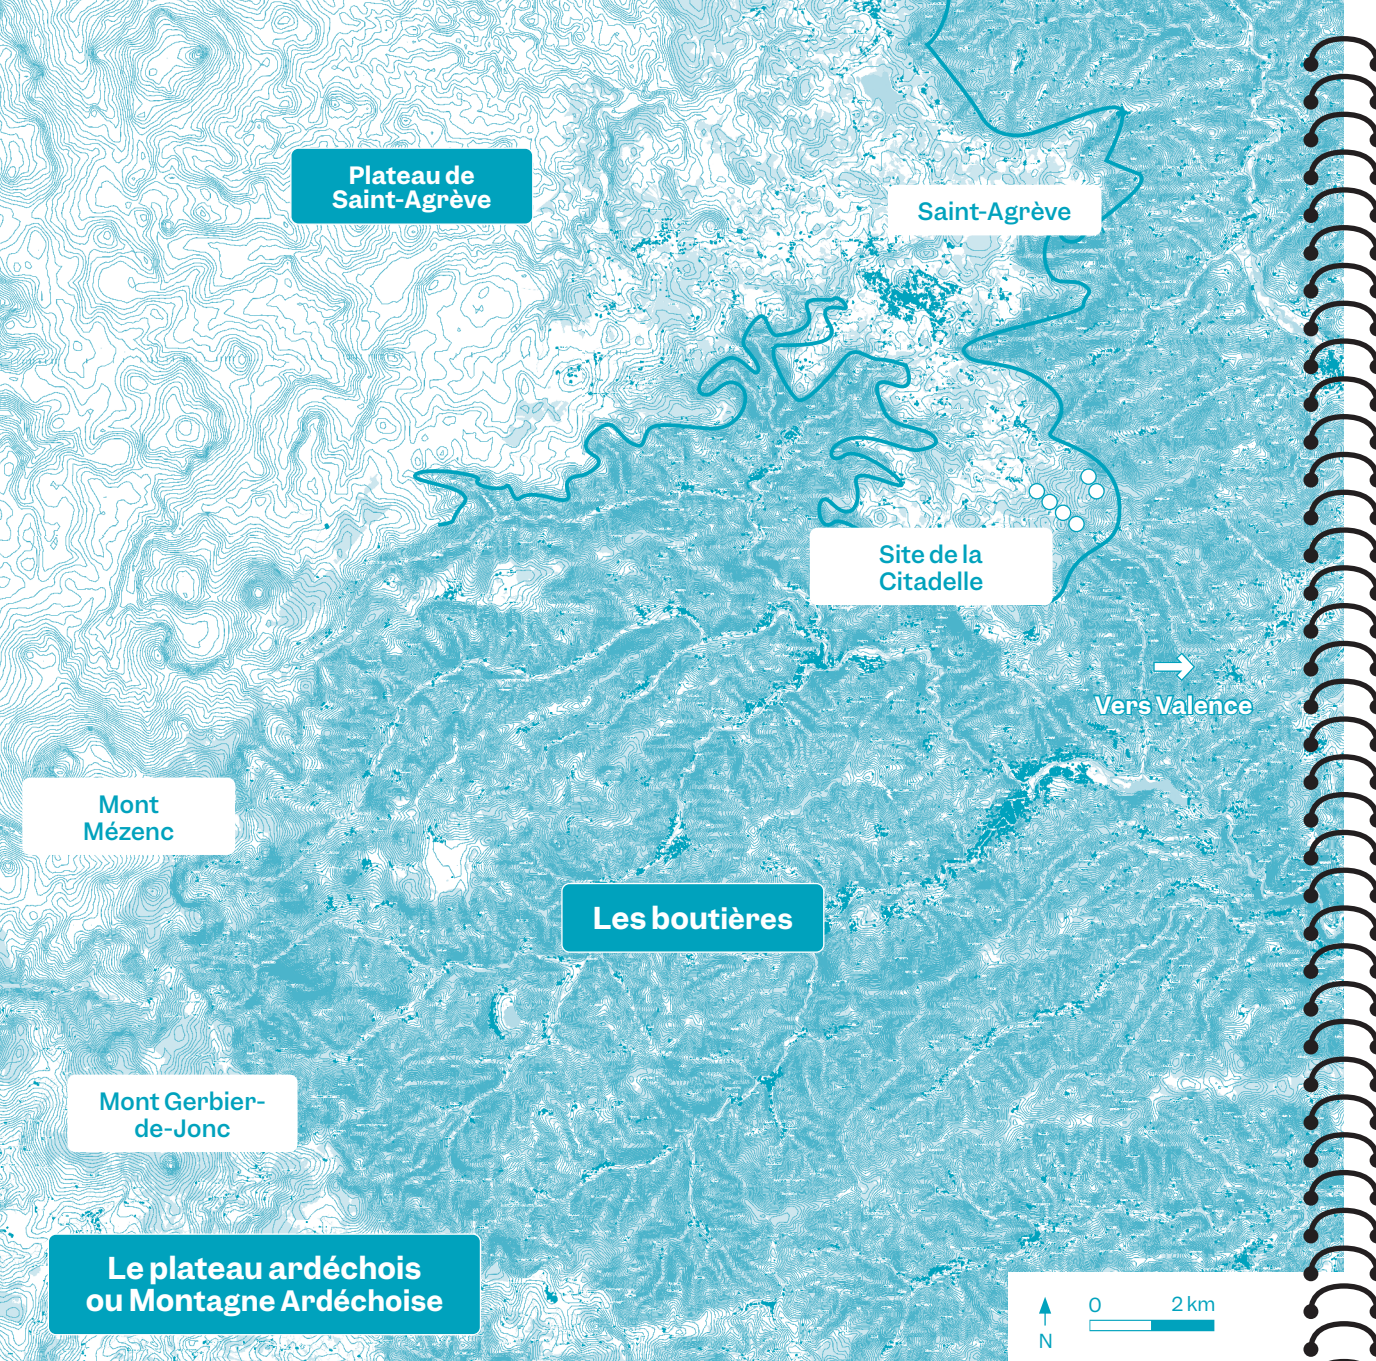 Plateau de
Saint-Agrève
Saint-Agrève
Site de la
Citadelle
Vers Valence
Mont
Mézenc
Les boutières
Mont Gerbier-
de-Jonc
Le plateau ardéchois
ou Montagne Ardéchoise
0 2 km
N